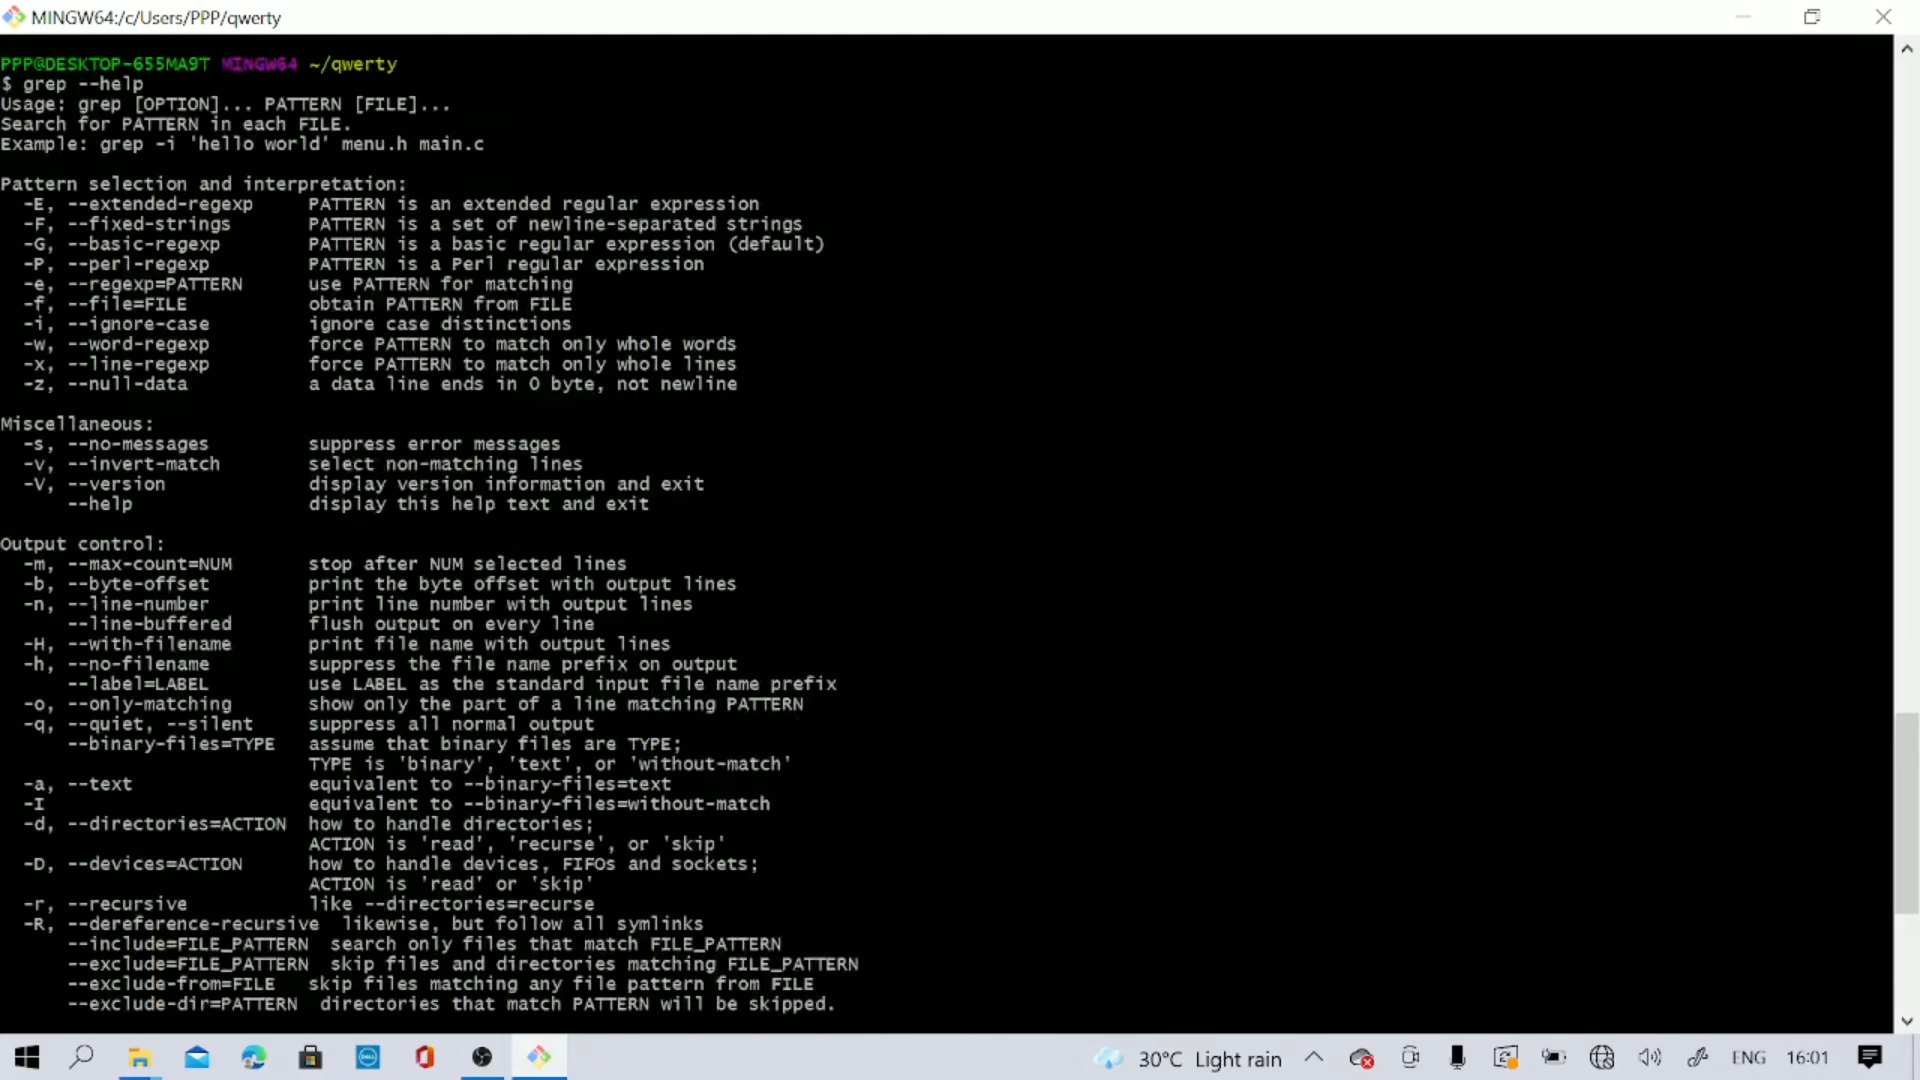 MINGW64:/c/Users/PPP/qwerty
PPP@DESKTOP-655MA9T MINGW64 ~/qwerty
$ grep --help
Usage: grep [OPTION]... PATTERN [FILE]...
Search for PATTERN in each FILE.
Example: grep -i 'hello world' menu.h main.c
Pattern selection and interpretation:
-E, --extended-regexp PATTERN is an extended regular expression
-F, --fixed-strings PATTERN is a set of newline-separated strings
-G, --basic-regexp PATTERN is a basic regular expression (default)
-P, --perl-regexp PATTERN is a Perl regular expression
-e, --regexp=PATTERN use PATTERN for matching
-f, --file=FILE obtain PATTERN from FILE
-i, --ignore-case ignore case distinctions
-w, --word-regexp force PATTERN to match only whole words
-x, --line-regexp force PATTERN to match only whole lines
-z, --null-data a data line ends in 0 byte, not newline
Miscellaneous:
-s, --no-messages suppress error messages
-v, --invert-match select non-matching lines
-V, --version display version information and exit
--help display this help text and exit
Output control:
-m, --max-count=NUM stop after NUM selected lines
-b, --byte-offset print the byte offset with output lines
-n, --line-number print line number with output lines
--line-buffered flush output on every line
-H, --with-filename print file name with output lines
-h, --no-filename suppress the file name prefix on output
--label=LABEL use LABEL as the standard input file name prefix
-o, --only-matching show only the part of a line matching PATTERN
-q, --quiet, --silent suppress all normal output
--binary-files=TYPE assume that binary files are TYPE;
TYPE is 'binary', 'text', or 'without-match'
-a, --text equivalent to --binary-files=text
-I equivalent to --binary-files=without-match
-d, --directories=ACTION how to handle directories;
ACTION is 'read', 'recurse', or 'skip'
-D, --devices=ACTION how to handle devices, FIFOs and sockets;
ACTION is 'read' or 'skip'
-r, --recursive like --directories=recurse
-R, --dereference-recursive likewise, but follow all symlinks
--include=FILE_PATTERN search only files that match FILE_PATTERN
--exclude=FILE_PATTERN skip files and directories matching FILE_PATTERN
--exclude-from=FILE skip files matching any file pattern from FILE
--exclude-dir=PATTERN directories that match PATTERN will be skipped.
DELL
30°C Light rain ENG 16:01